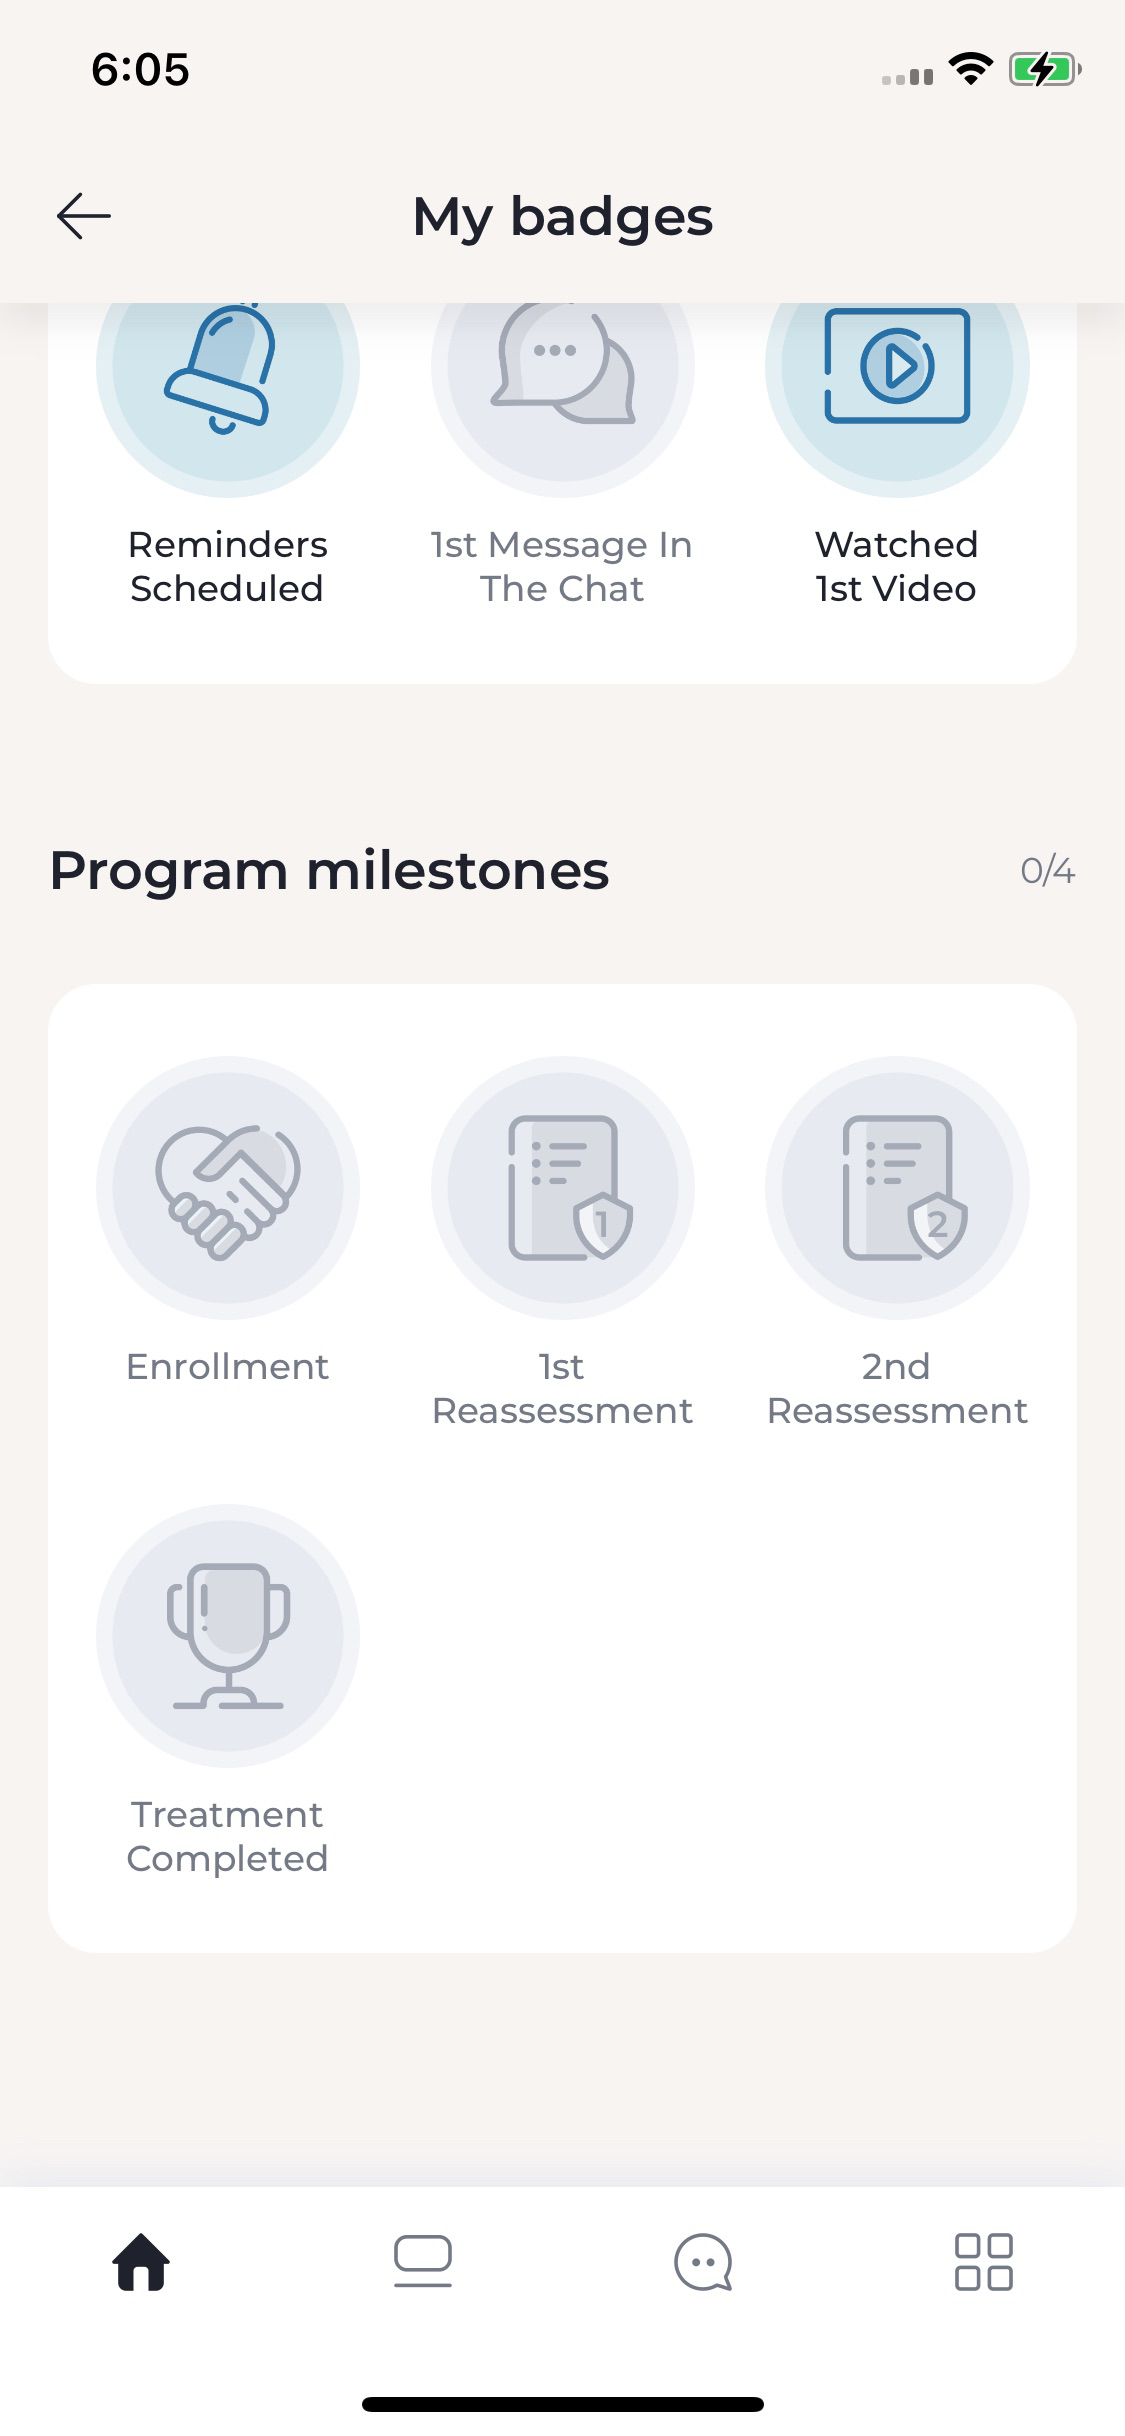 6:05
My badges
Reminders
Scheduled
1st Message In
The Chat
Watched
1st Video
Program milestones
0/4
1
2
Enrollment
1st
Reassessment
2nd
Reassessment
Treatment
Completed